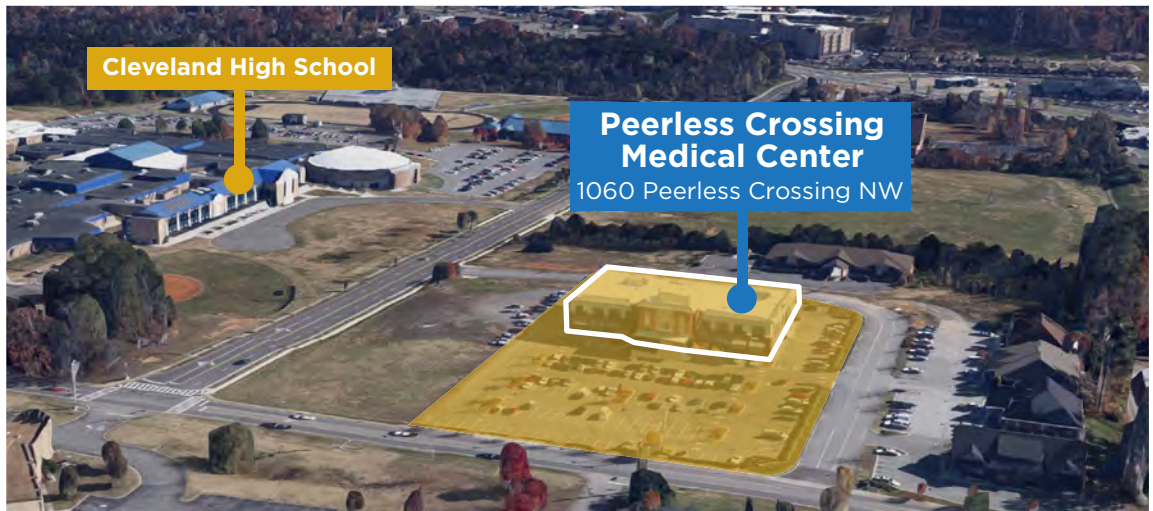 Cleveland High School
Peerless Crossing
Medical Center
1060 Peerless Crossing NW